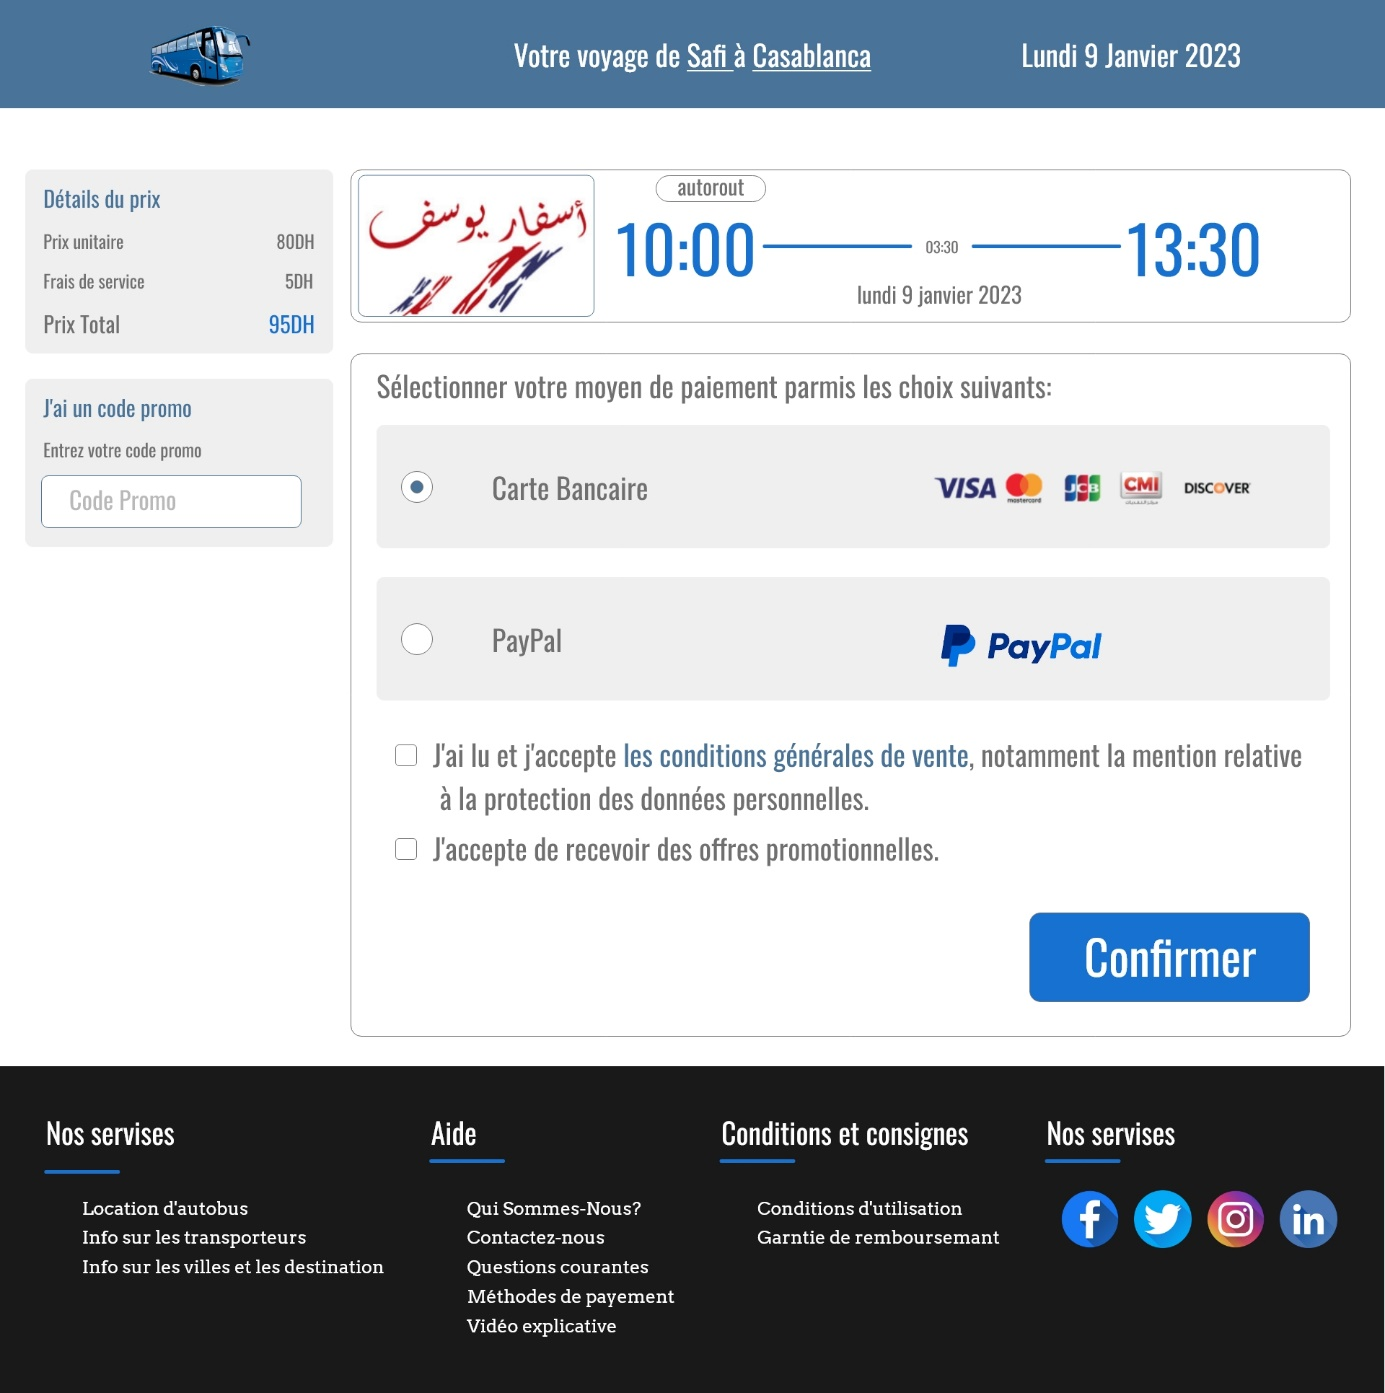 Votre voyage de Safi à Casablanca
Lundi 9 Janvier 2023
Détails du prix
Prix unitaire 80DH
Frais de service 5DH
Prix Total 95DH
J'ai un code promo
Entrez votre code promo
Code Promo
أسفار يوسف
autorout
10:00 03:30 13:30
lundi 9 janvier 2023
Sélectionner votre moyen de paiement parmis les choix suivants:
Carte Bancaire VISA mastercard JCB CMI DISCOVER
PayPal PayPal
J'ai lu et j'accepte les conditions générales de vente, notamment la mention relative
à la protection des données personnelles.
J'accepte de recevoir des offres promotionnelles.
Confirmer
Nos servises
Location d'autobus
Info sur les transporteurs
Info sur les villes et les destination
Aide
Qui Sommes-Nous?
Contactez-nous
Questions courantes
Méthodes de payement
Vidéo explicative
Conditions et consignes
Conditions d'utilisation
Garntie de remboursemant
Nos servises
f
in